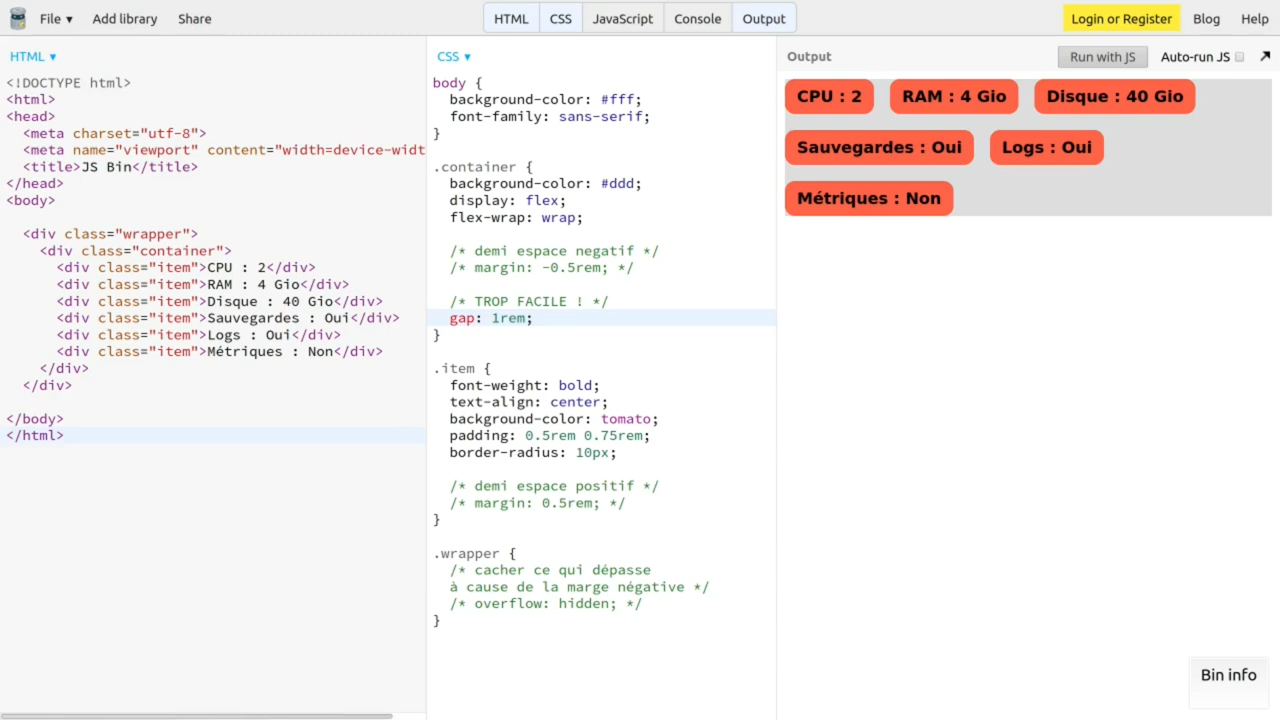 File ▾ Add library Share HTML CSS JavaScript Console Output Login or Register Blog Help
HTML ▾
<!DOCTYPE html>
<html>
<head>
<meta charset="utf-8">
<meta name="viewport" content="width=device-widt
<title>JS Bin</title>
</head>
<body>
<div class="wrapper">
<div class="container">
<div class="item">CPU : 2</div>
<div class="item">RAM : 4 Gio</div>
<div class="item">Disque : 40 Gio</div>
<div class="item">Sauvegardes : Oui</div>
<div class="item">Logs : Oui</div>
<div class="item">Métriques : Non</div>
</div>
</div>
</body>
</html>
CSS ▾
body {
background-color: #fff;
font-family: sans-serif;
}
.container {
background-color: #ddd;
display: flex;
flex-wrap: wrap;
/* demi espace negatif */
/* margin: -0.5rem; */
/* TROP FACILE ! */
gap: 1rem;
}
.item {
font-weight: bold;
text-align: center;
background-color: tomato;
padding: 0.5rem 0.75rem;
border-radius: 10px;
/* demi espace positif */
/* margin: 0.5rem; */
}
.wrapper {
/* cacher ce qui dépasse
à cause de la marge négative */
/* overflow: hidden; */
}
Output Run with JS Auto-run JS
CPU : 2 RAM : 4 Gio Disque : 40 Gio
Sauvegardes : Oui Logs : Oui
Métriques : Non
Bin info